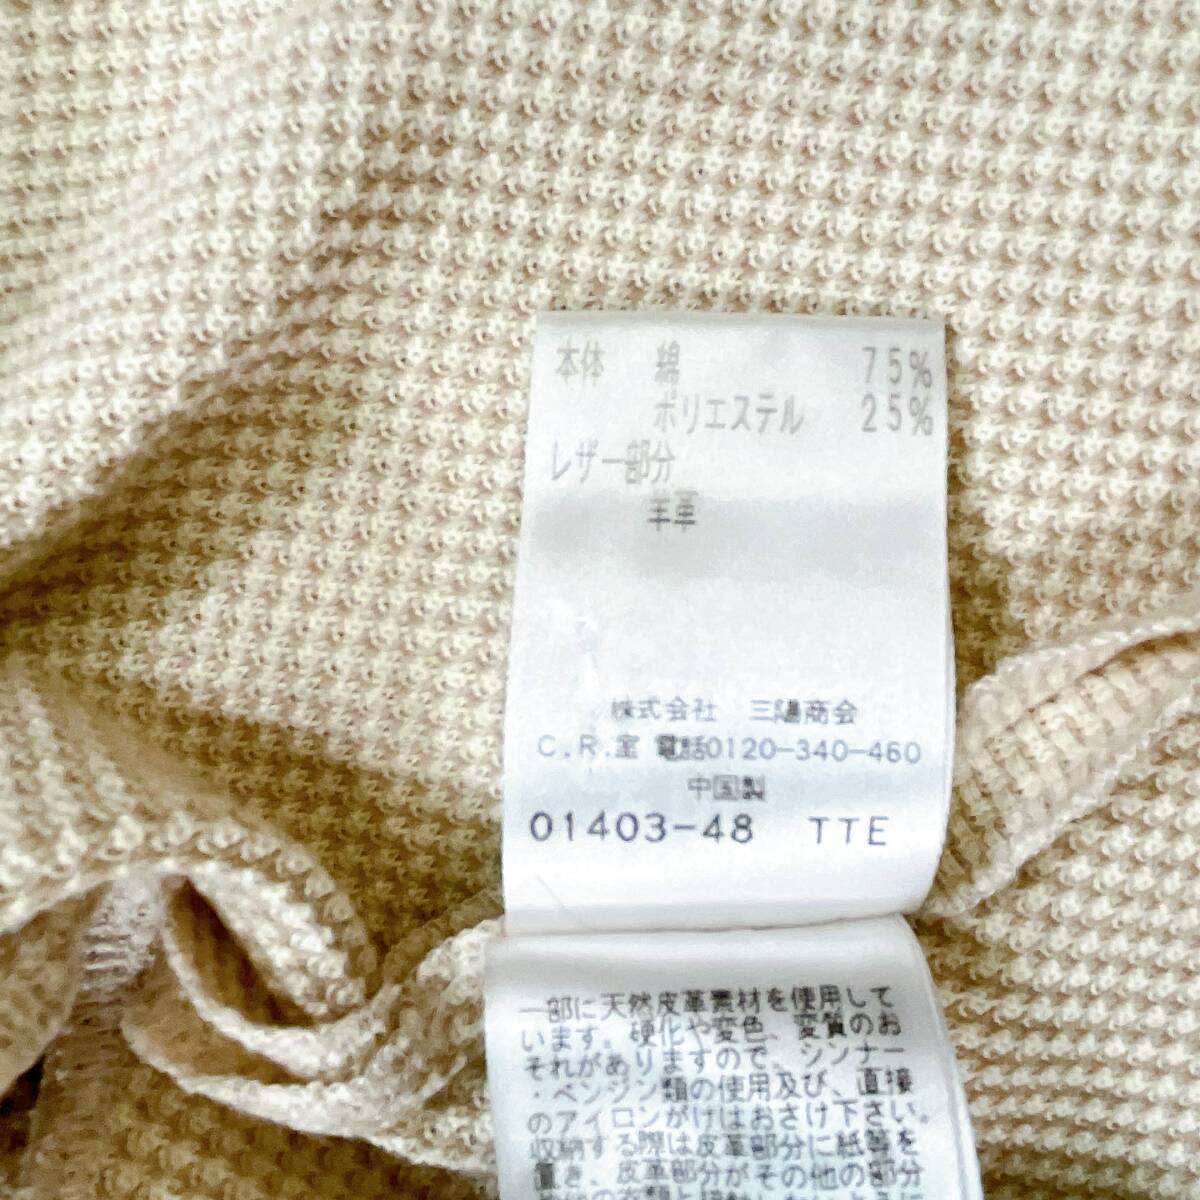 本体 綿 75%
ポリエステル 25%
レザー部分
羊革
株式会社 三陽商会
C.R.室 電話0120-340-460
中国製
01403-48 TTE
一部に天然皮革素材を使用して
います。硬化や変色、変質のお
それがありますので、シンナー
・ベンジン類の使用及び、直接
のアイロンがけはおさけ下さい。
収納する際は皮革部分に紙等を
置き、皮革部分がその他の部分